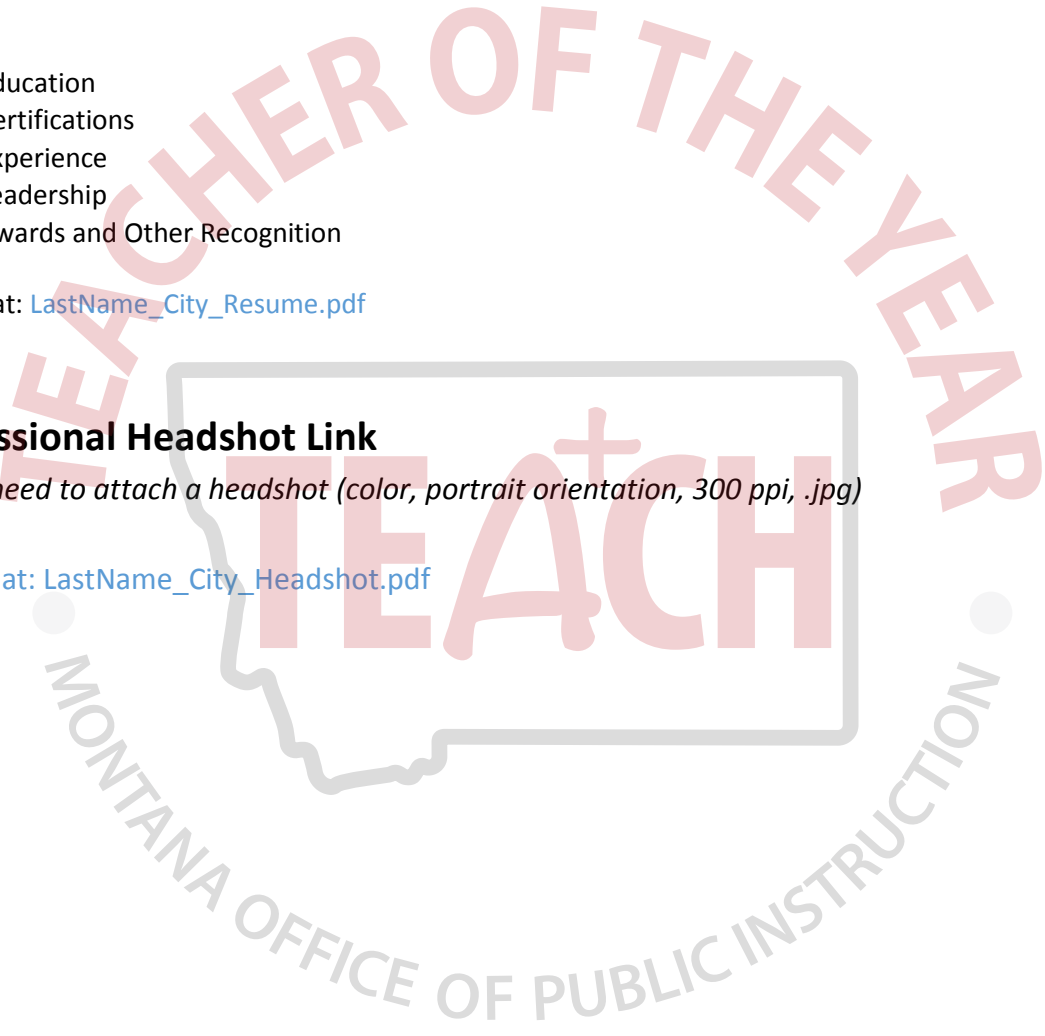 ducation
ertifications
xperience
eadership
wards and Other Recognition
at: LastName_City_Resume.pdf
ssional Headshot Link
need to attach a headshot (color, portrait orientation, 300 ppi, .jpg)
at: LastName_City_Headshot.pdf
TEACHER OF THE YEAR
TEACH
MONTANA OFFICE OF PUBLIC INSTRUCTION